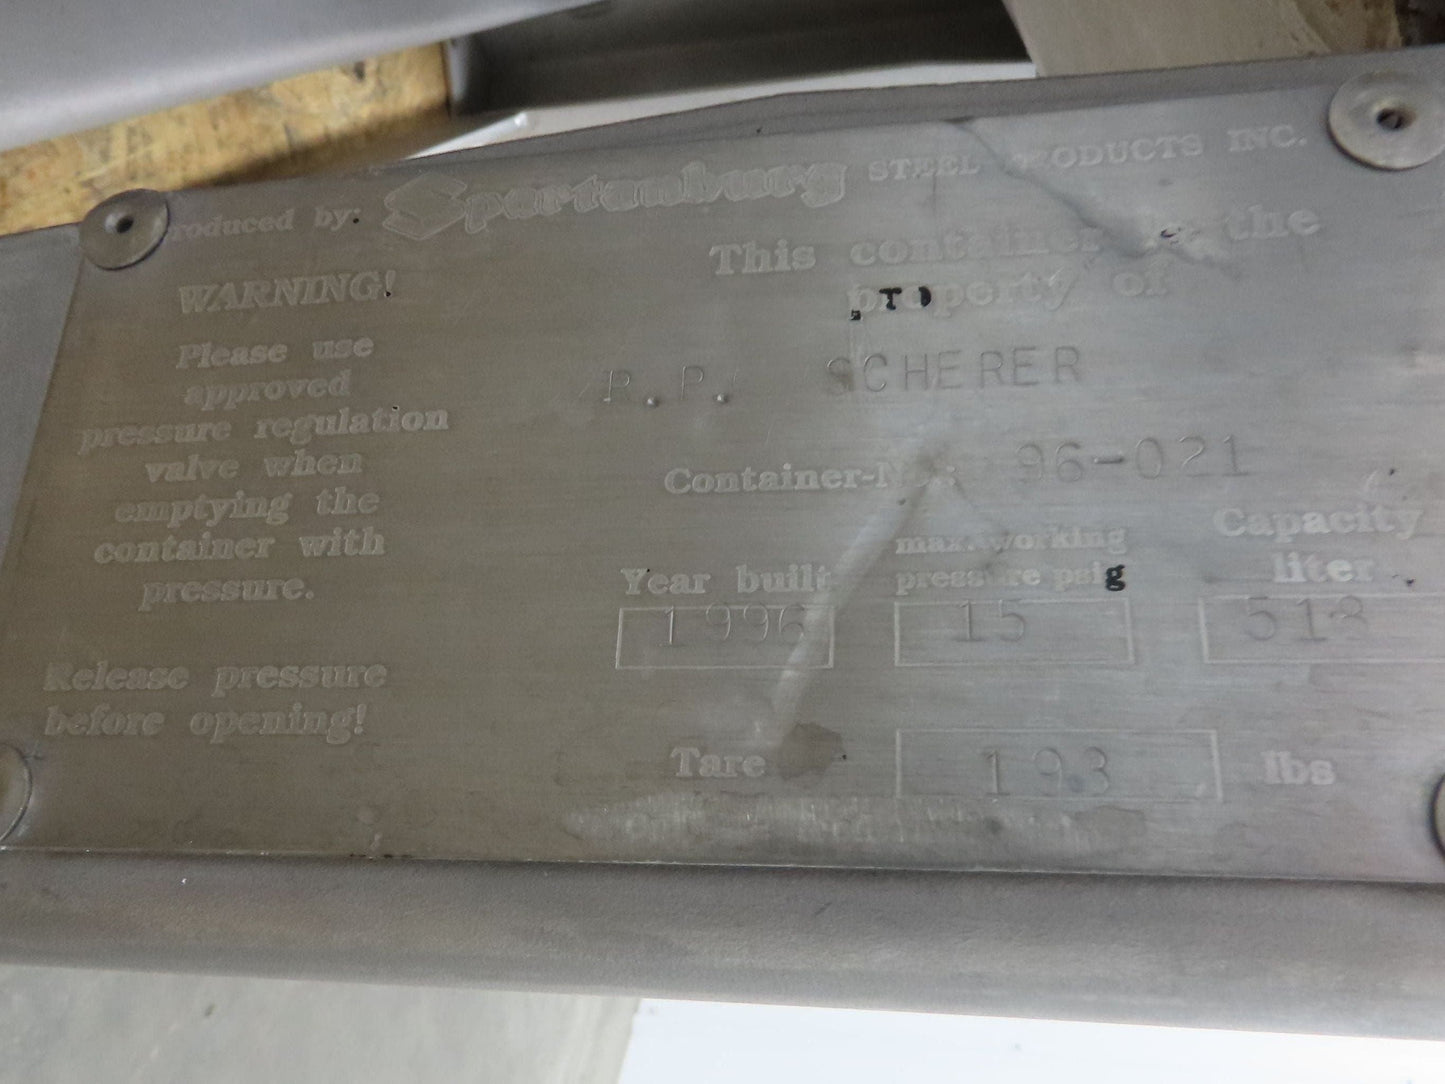 Produced by: Spartanburg STEEL PRODUCTS INC.
WARNING!
Please use
approved
pressure regulation
valve when
emptying the
container with
pressure.
Release pressure
before opening!
This container is the
property of
R.P. SCHERER
Container-No.: 96-021
Year built
1996
max. working
pressure psig
15
Capacity
liter
518
Tare 193 lbs